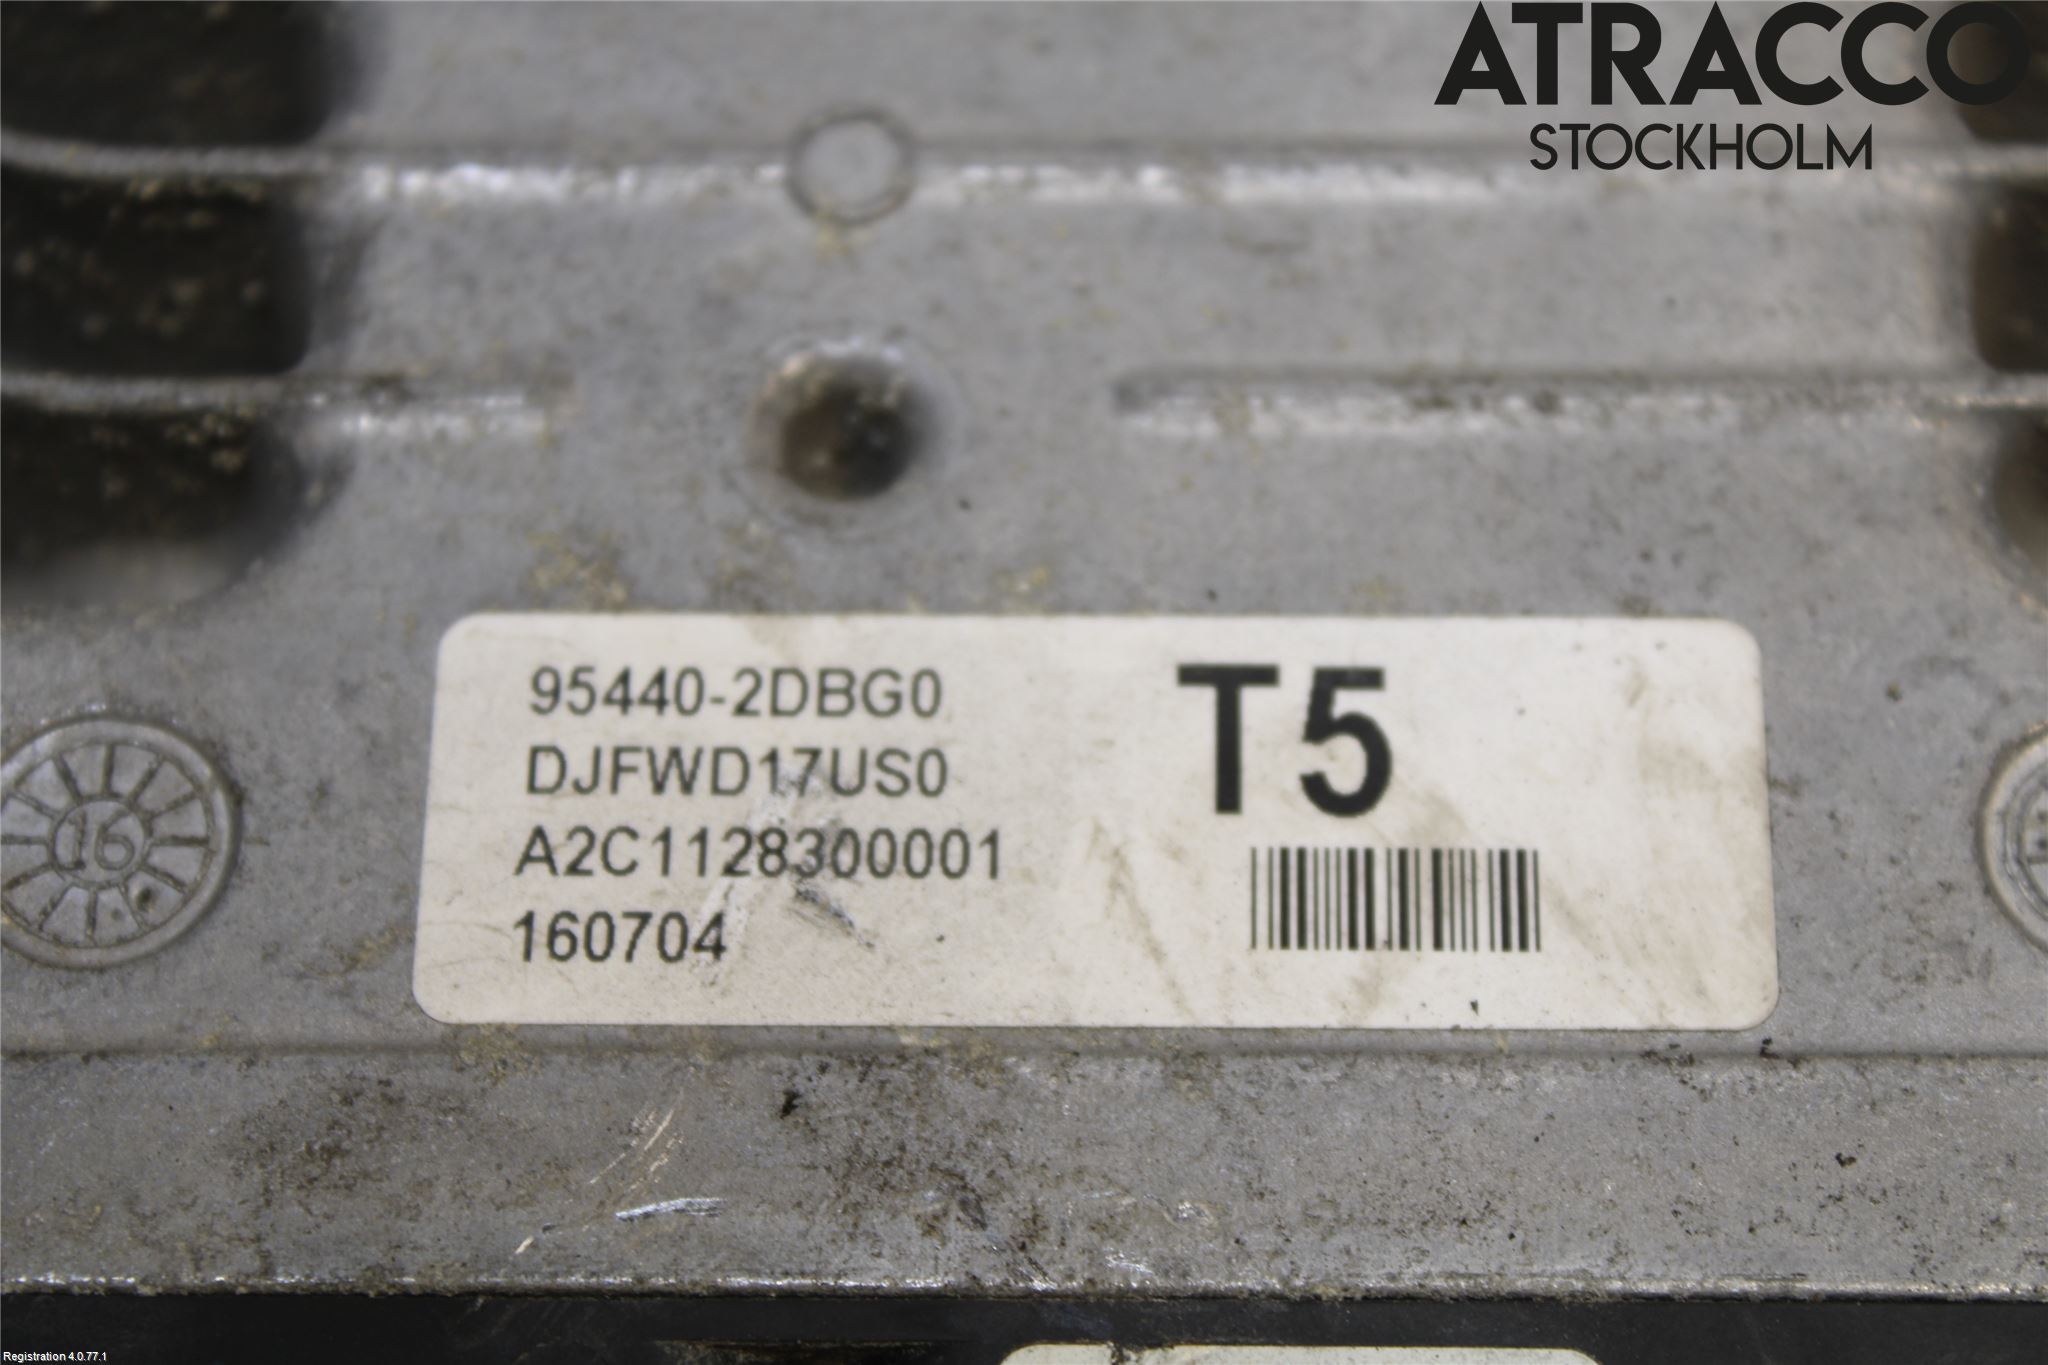 ATRACCO
STOCKHOLM
95440-2DBG0
DJFWD17US0
A2C1128300001
160704
T5
16
Registration 4.0.77.1